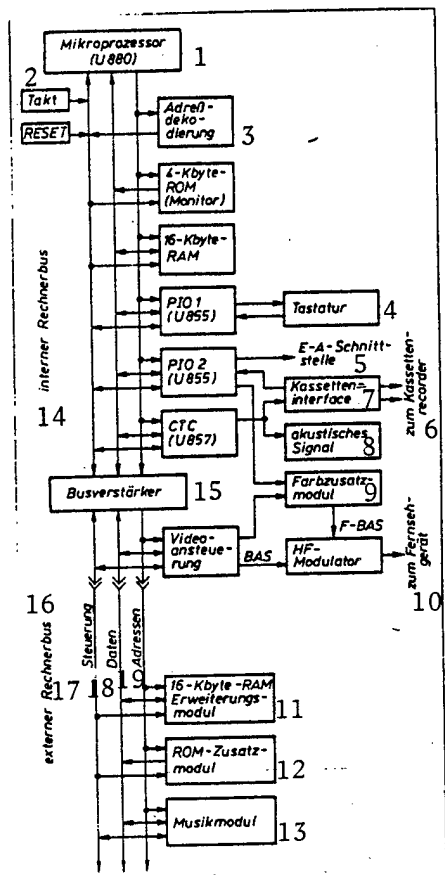 Mikroprozessor
(U 880)
1
2
Takt
RESET
Adreß-
deko-
dierung
3
4-Kbyte-
ROM
(Monitor)
16-Kbyte-
RAM
interner Rechnerbus
14
PIO 1
(U855)
Tastatur
4
E-A-Schnitt-
stelle
5
PIO 2
(U855)
Kassetten-
interface
7
zum Kassetten-
recorder
6
CTC
(U857)
akustisches
Signal
8
Busverstärker
15
Farbzusatz-
modul
9
F-BAS
Video-
ansteue-
rung
BAS
HF-
Modulator
zum Fernseh-
gerät
10
16
externer Rechnerbus
17
Steuerung
18
Daten
19
Adressen
16-Kbyte-RAM
Erweiterungs-
modul
11
ROM-Zusatz-
modul
12
Musikmodul
13